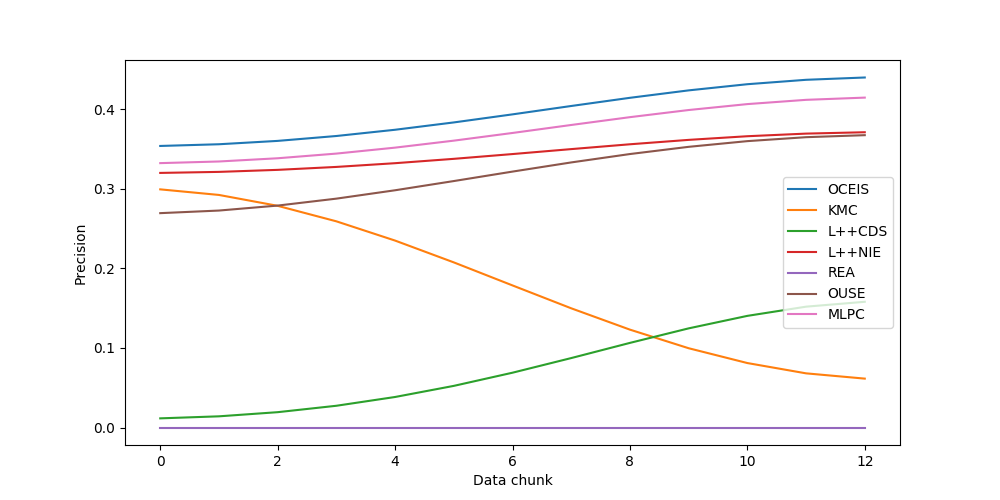 0.4
0.3
0.2
0.1
0.0
Precision
0 2 4 6 8 10 12
Data chunk
OCEIS
KMC
L++CDS
L++NIE
REA
OUSE
MLPC